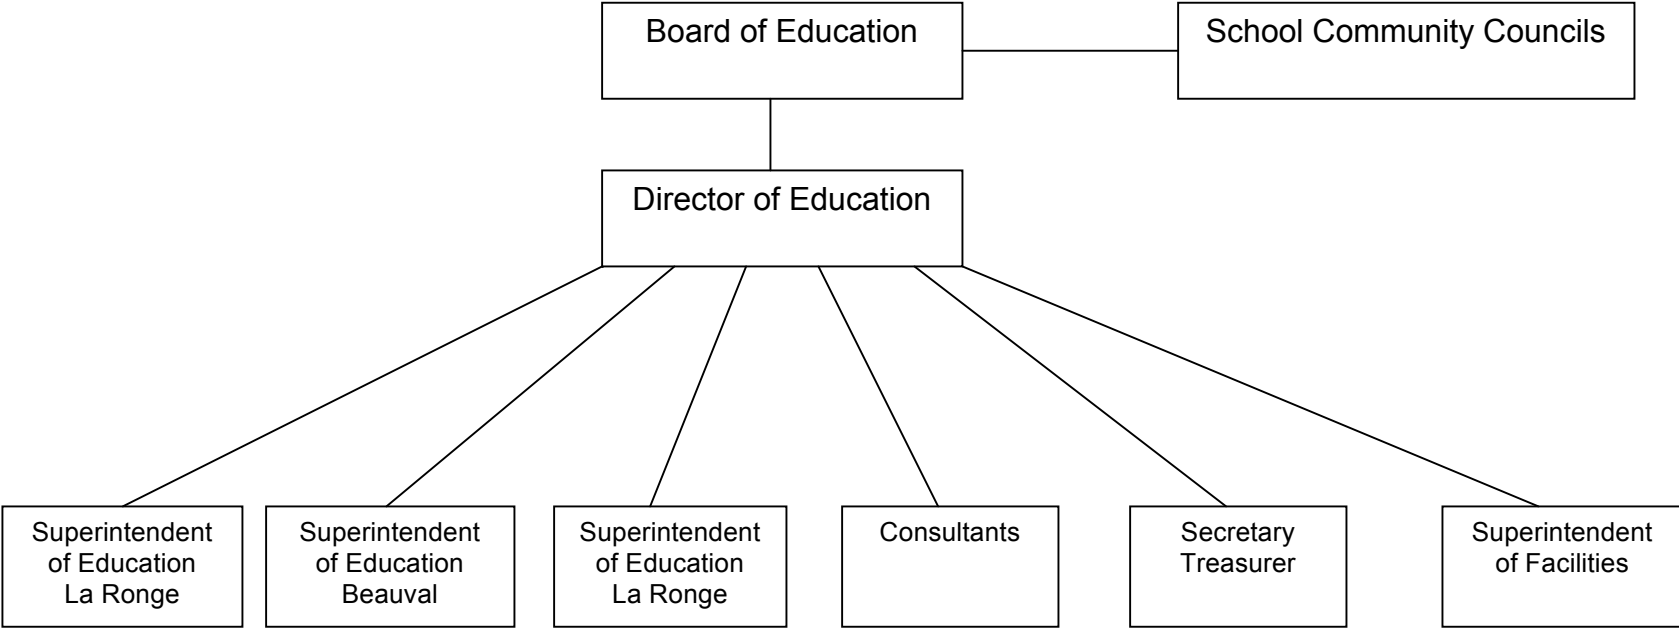 Board of Education
School Community Councils
Director of Education
Superintendent
of Education
La Ronge
Superintendent
of Education
Beauval
Superintendent
of Education
La Ronge
Consultants
Secretary
Treasurer
Superintendent
of Facilities